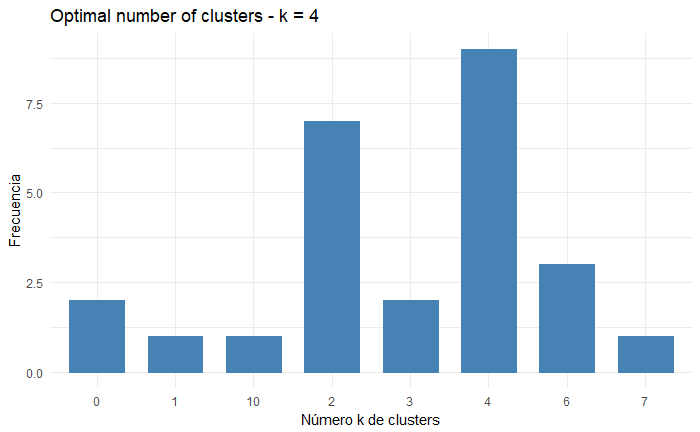 Optimal number of clusters - k = 4
Frecuencia
7.5
5.0
2.5
0.0
0 1 10 2 3 4 6 7
Número k de clusters